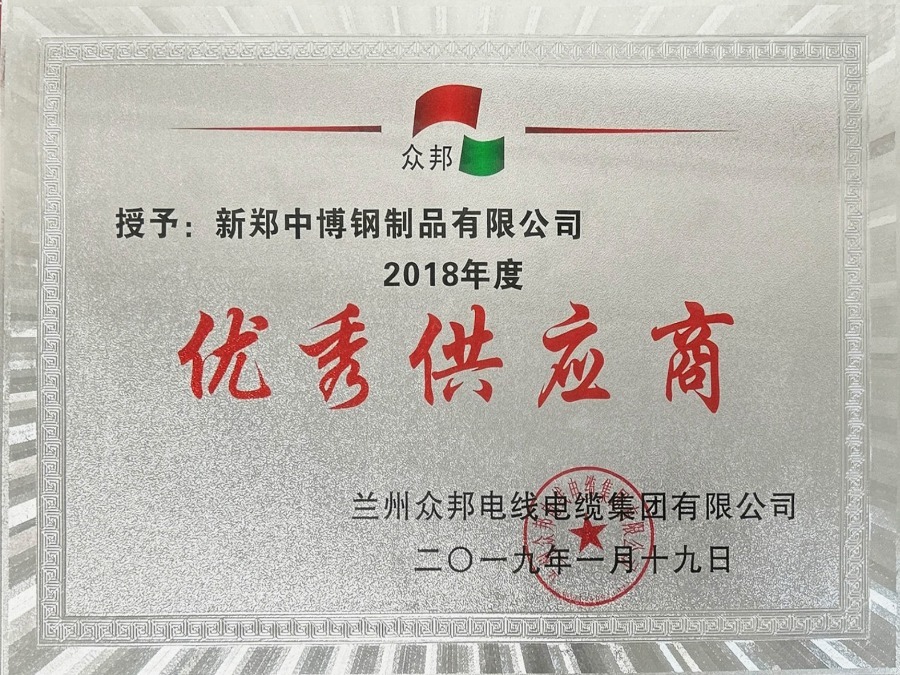 众邦
授予：新郑中博钢制品有限公司
2018年度
优秀供应商
兰州众邦电线电缆集团有限公司
二〇一九年一月十九日